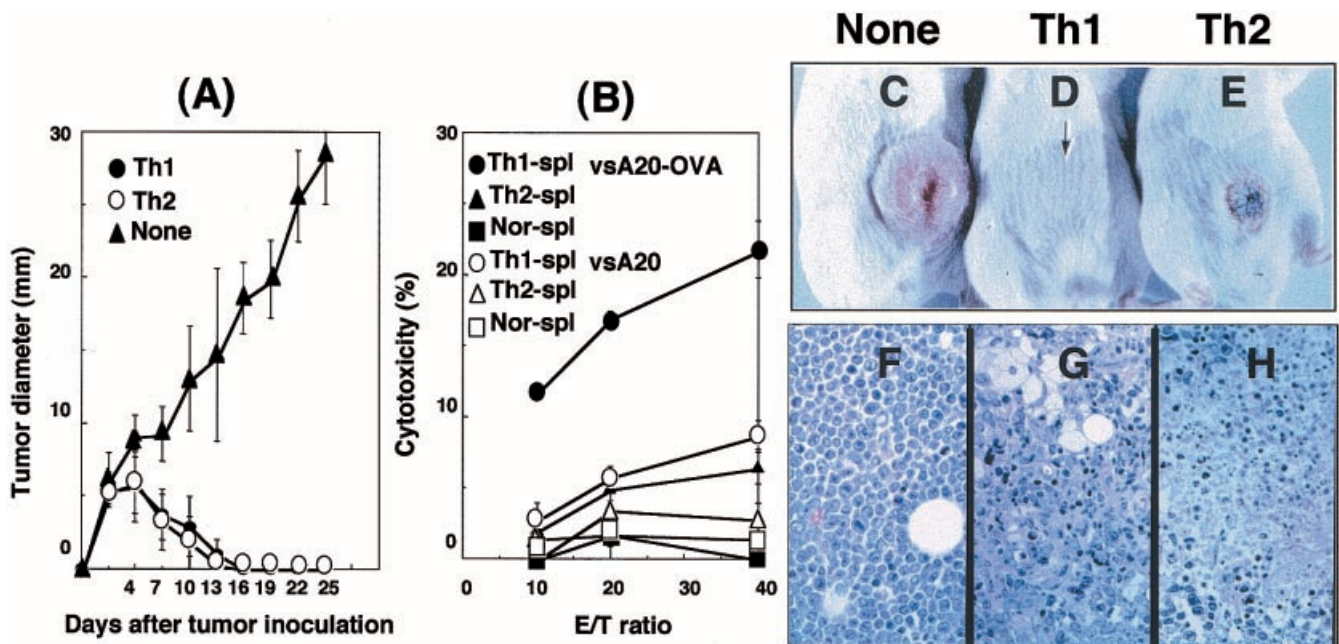 None Th1 Th2
(A) (B)
C D E
30 30
Th1
Th2
None
Th1-spl vsA20-OVA
Th2-spl
Nor-spl
Th1-spl vsA20
Th2-spl
Nor-spl
Tumor diameter (mm)
Cytotoxicity (%)
20 20
10 10
0 0
4 7 10 13 16 19 22 25
0 10 20 30 40
Days after tumor inoculation
E/T ratio
F G H